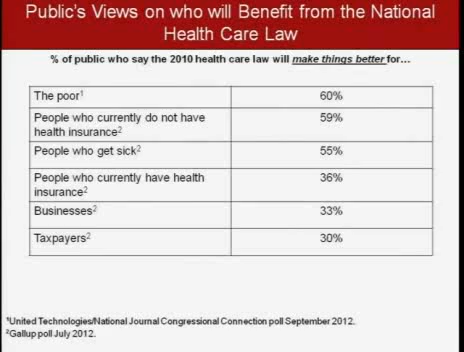 Public's Views on who will Benefit from the National
Health Care Law
% of public who say the 2010 health care law will make things better for…
The poor¹ 60%
People who currently do not have 59%
health insurance²
People who get sick² 55%
People who currently have health 36%
insurance²
Businesses² 33%
Taxpayers² 30%
¹United Technologies/National Journal Congressional Connection poll September 2012.
²Gallup poll July 2012.